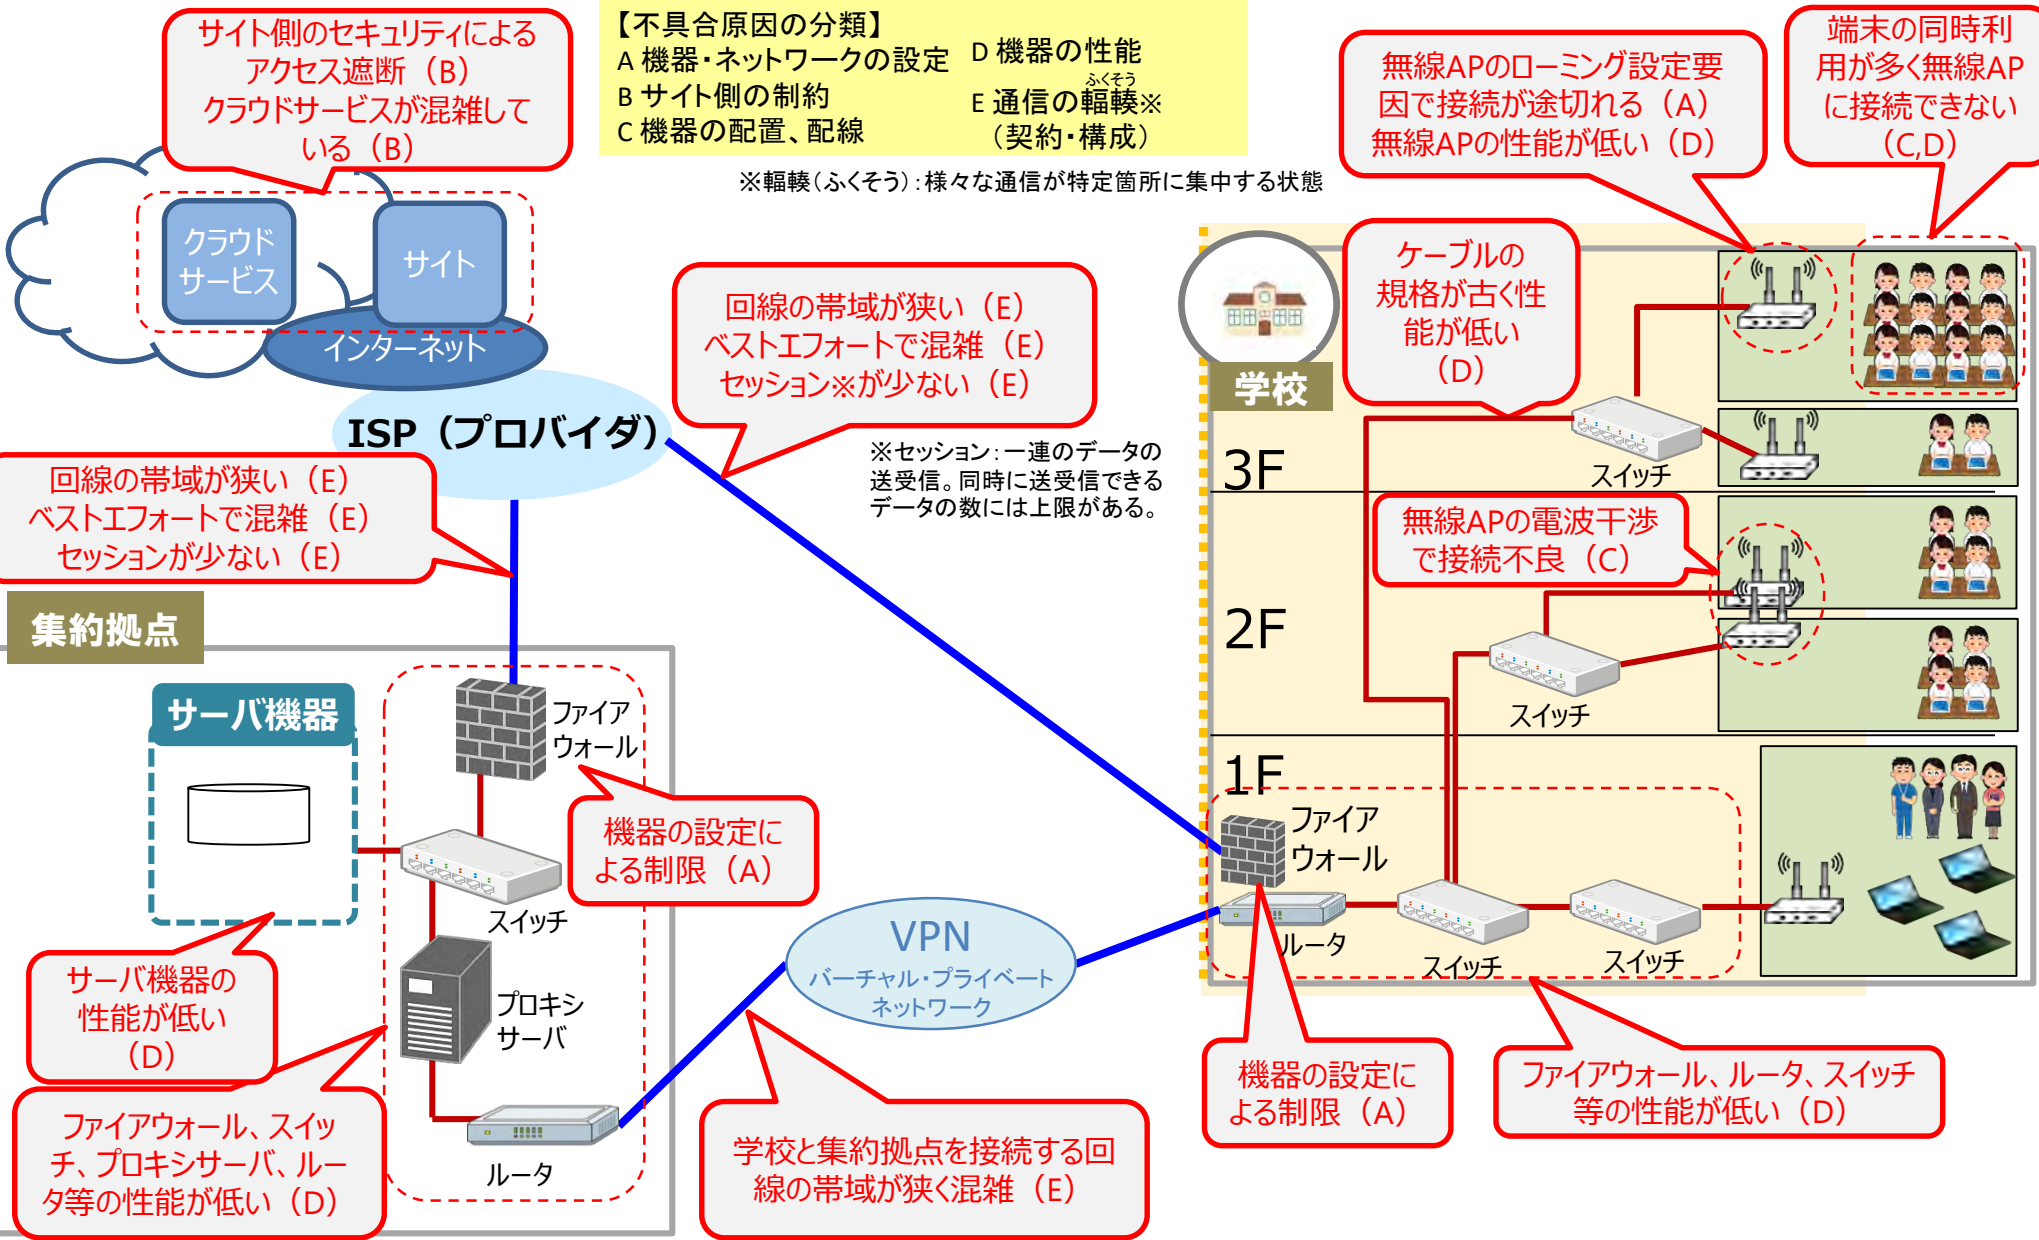 サイト側のセキュリティによる
アクセス遮断（B）
クラウドサービスが混雑して
いる（B）
【不具合原因の分類】
A 機器・ネットワークの設定
B サイト側の制約
C 機器の配置、配線
D 機器の性能
ふくそう
E 通信の輻輳※
（契約・構成）
※輻輳（ふくそう）：様々な通信が特定箇所に集中する状態
無線APのローミング設定要
因で接続が途切れる（A）
無線APの性能が低い（D）
端末の同時利
用が多く無線AP
に接続できない
（C,D）
クラウド
サービス
サイト
インターネット
ISP（プロバイダ）
回線の帯域が狭い（E）
ベストエフォートで混雑（E）
セッション※が少ない（E）
※セッション：一連のデータの
送受信。同時に送受信できる
データの数には上限がある。
回線の帯域が狭い（E）
ベストエフォートで混雑（E）
セッションが少ない（E）
学校
ケーブルの
規格が古く性
能が低い
（D）
スイッチ
3F
無線APの電波干渉
で接続不良（C）
2F
スイッチ
1F
ファイア
ウォール
ルータ
スイッチ
スイッチ
機器の設定に
よる制限（A）
ファイアウォール、ルータ、スイッチ
等の性能が低い（D）
集約拠点
サーバ機器
ファイア
ウォール
機器の設定に
よる制限（A）
スイッチ
サーバ機器の
性能が低い
（D）
プロキシ
サーバ
ファイアウォール、スイッ
チ、プロキシサーバ、ルー
タ等の性能が低い（D）
ルータ
VPN
バーチャル・プライベート
ネットワーク
学校と集約拠点を接続する回
線の帯域が狭く混雑（E）